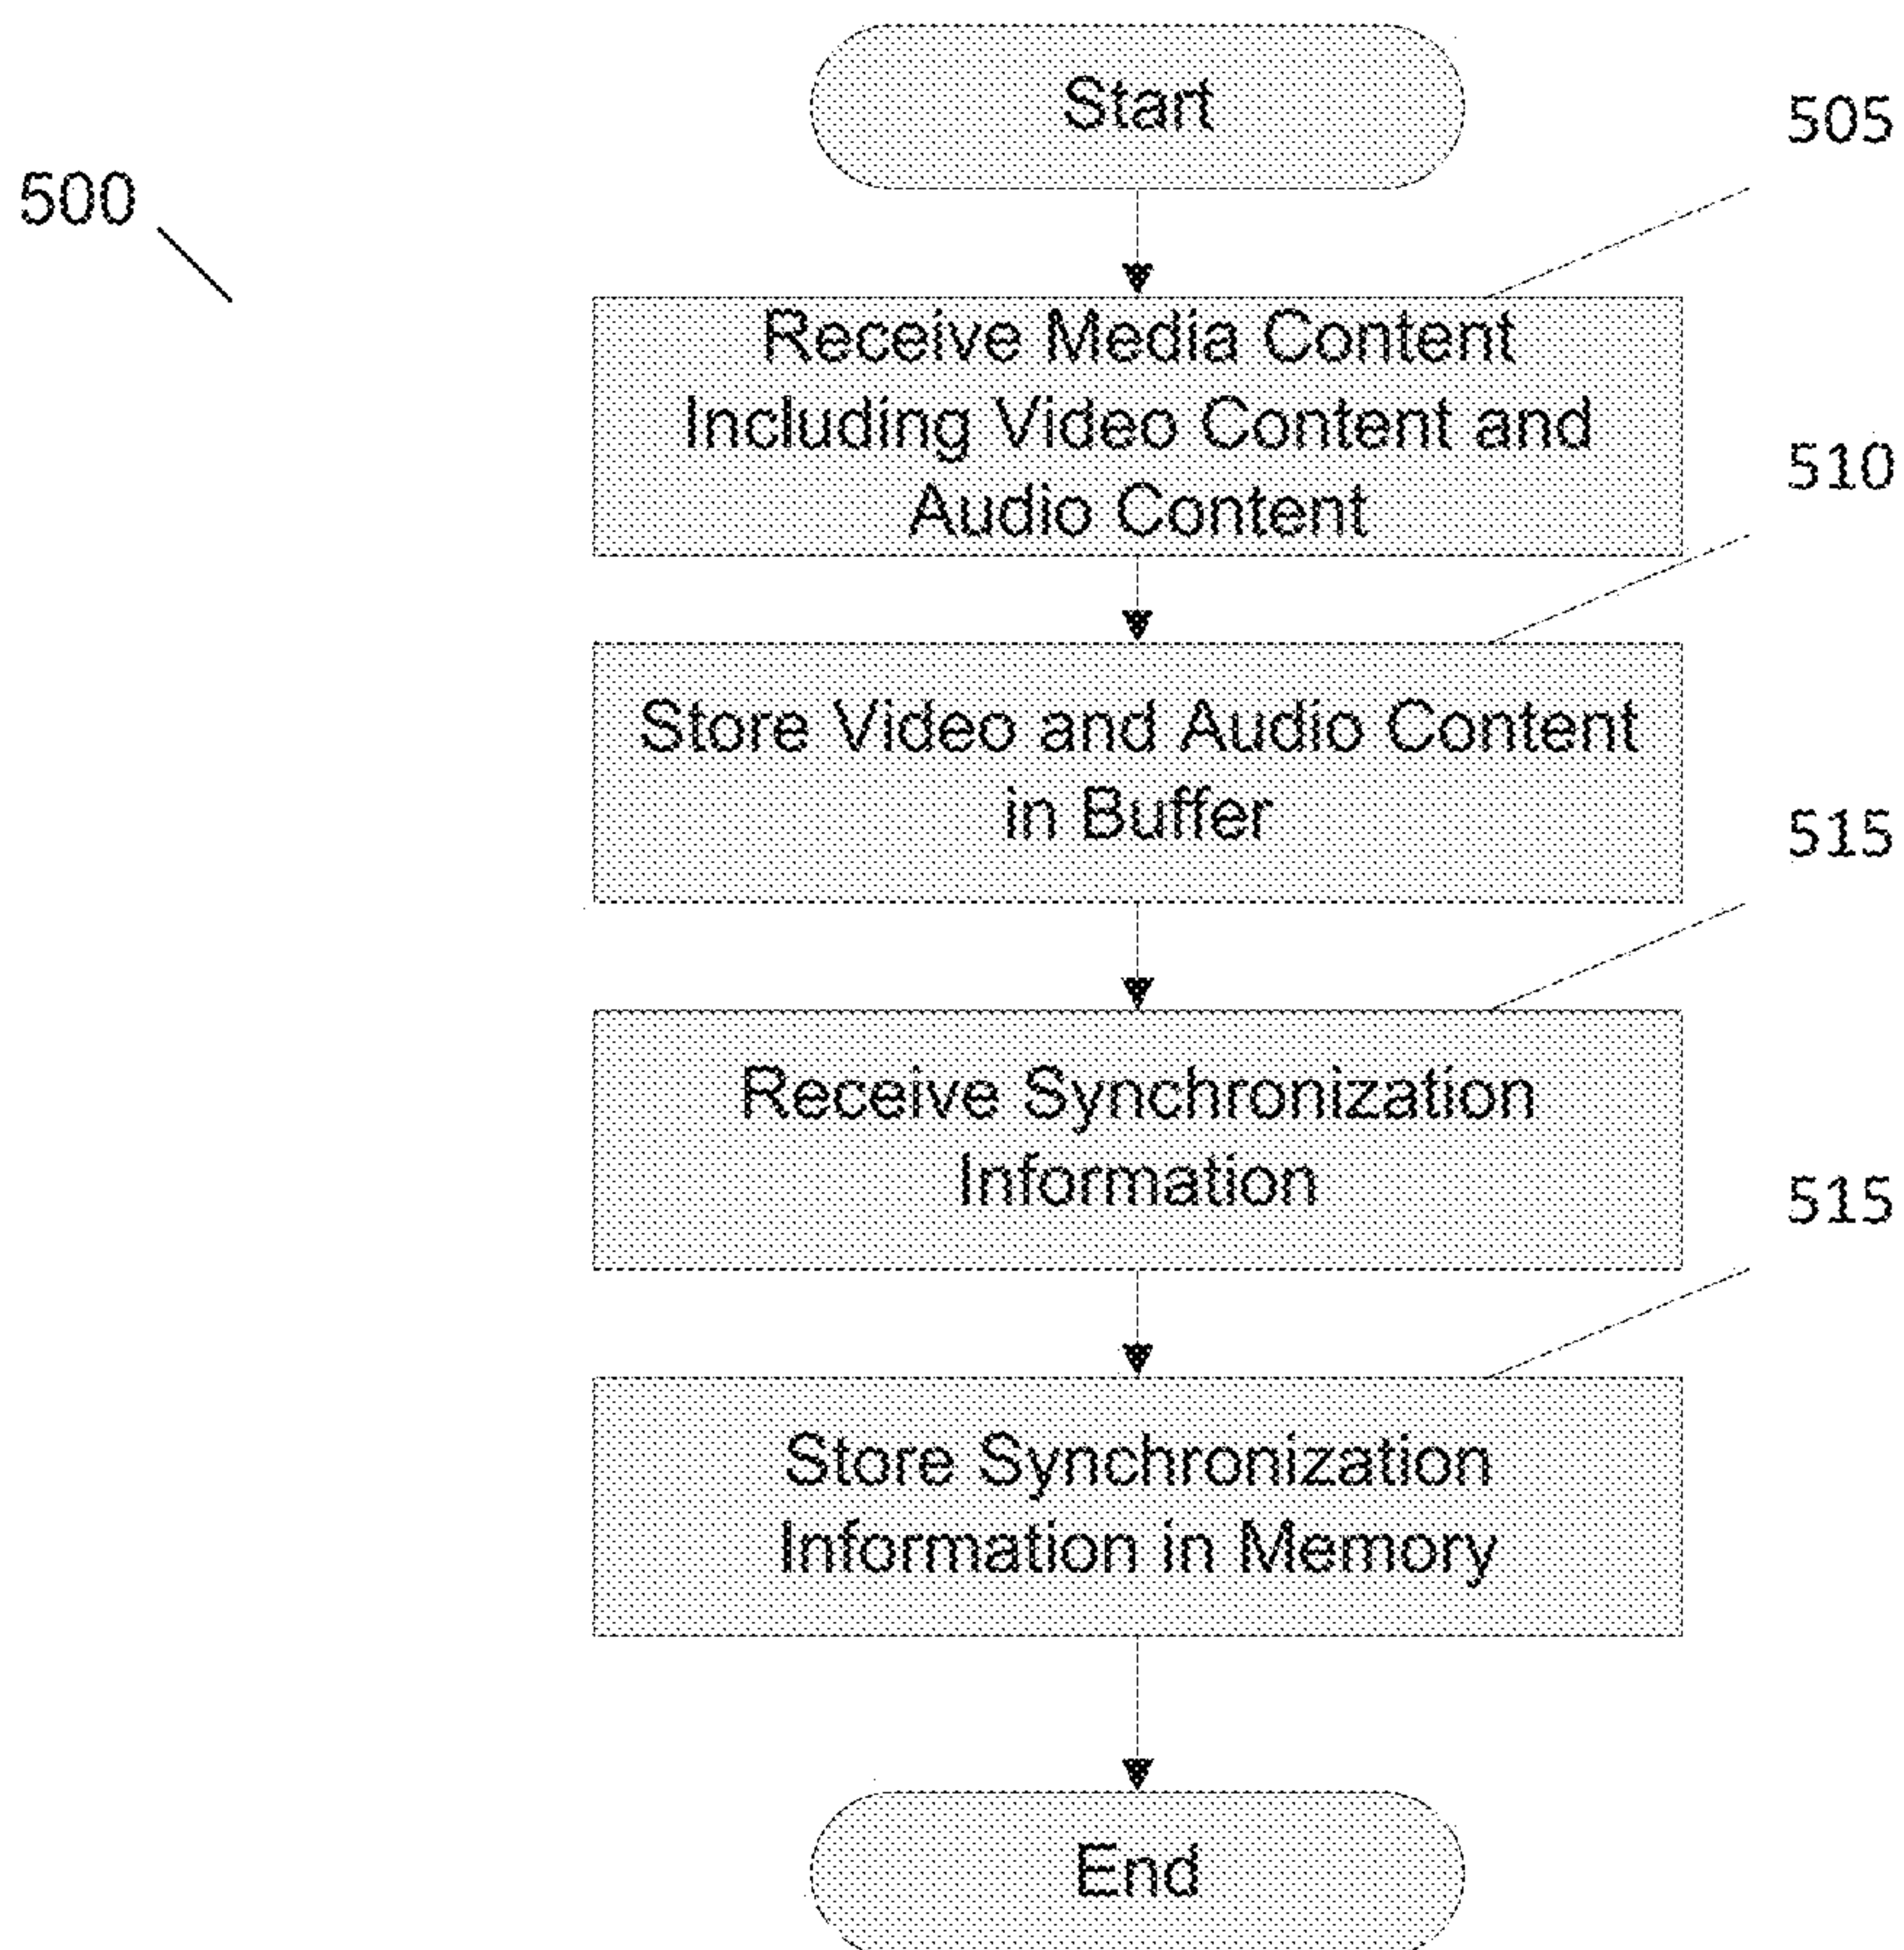 Start
505
500
Receive Media Content
Including Video Content and
Audio Content
510
Store Video and Audio Content
in Buffer
515
Receive Synchronization
Information
515
Store Synchronization
Information in Memory
End